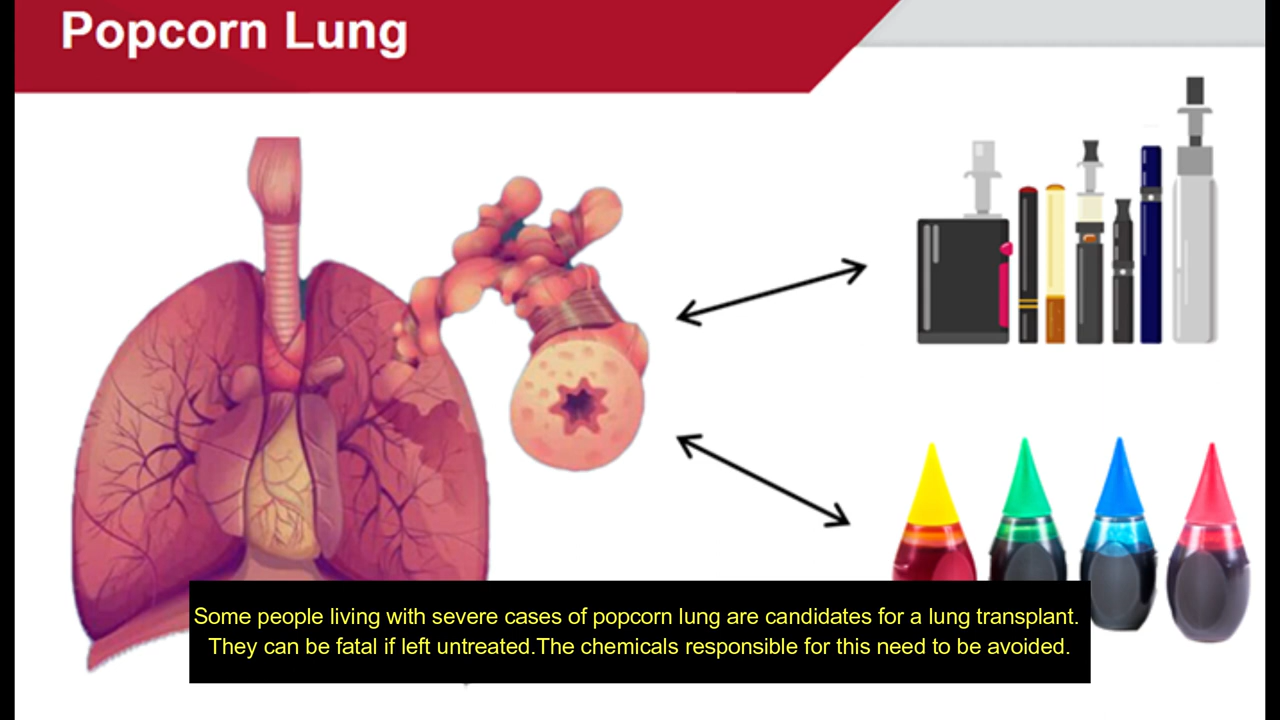 Popcorn Lung
Some people living with severe cases of popcorn lung are candidates for a lung transplant.
They can be fatal if left untreated.The chemicals responsible for this need to be avoided.